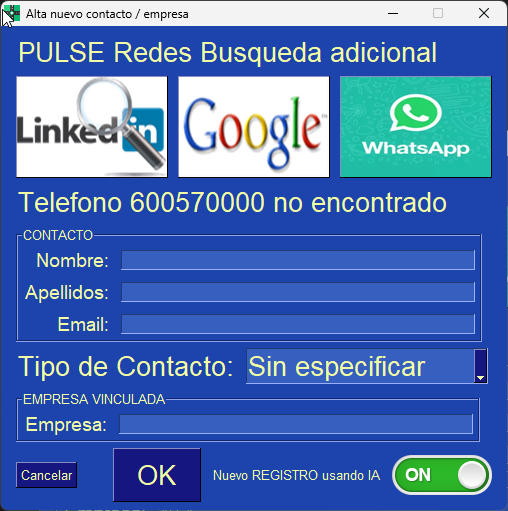 Alta nuevo contacto / empresa
PULSE Redes Busqueda adicional
Linkedin
Google™
WhatsApp
Telefono 600570000 no encontrado
CONTACTO
Nombre:
Apellidos:
Email:
Tipo de Contacto: Sin especificar
EMPRESA VINCULADA
Empresa:
Cancelar OK Nuevo REGISTRO usando IA ON